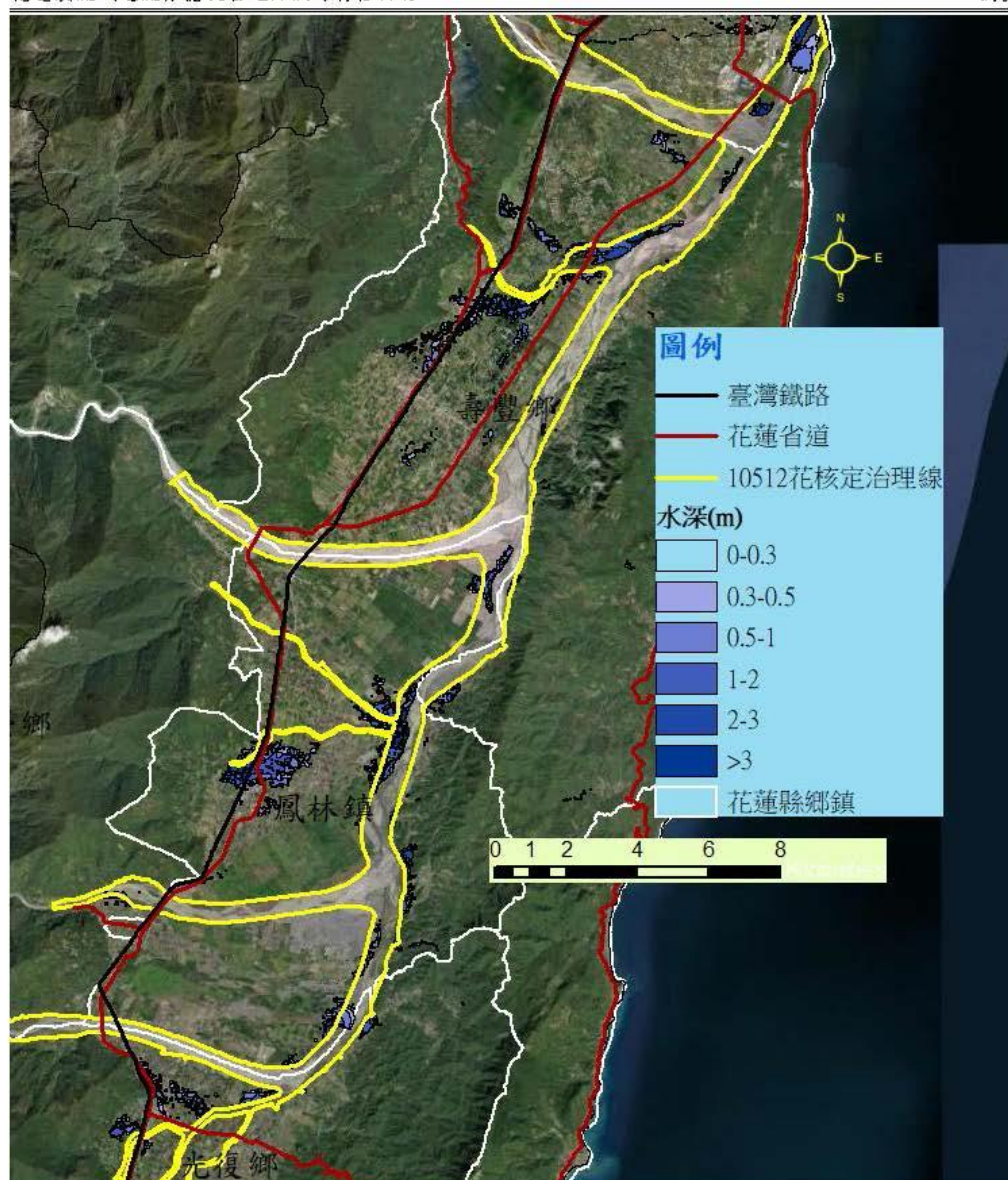 N
E
S
圖例
臺灣鐵路
花蓮省道
10512花核定治理線
水深(m)
0-0.3
0.3-0.5
0.5-1
1-2
2-3
>3
花蓮縣鄉鎮
壽豐鄉
鄉
鳳林鎮
0 1 2 4 6 8
光復鄉